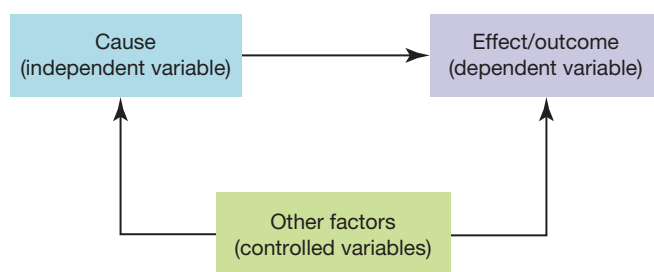 Cause
(independent variable)
Effect/outcome
(dependent variable)
Other factors
(controlled variables)